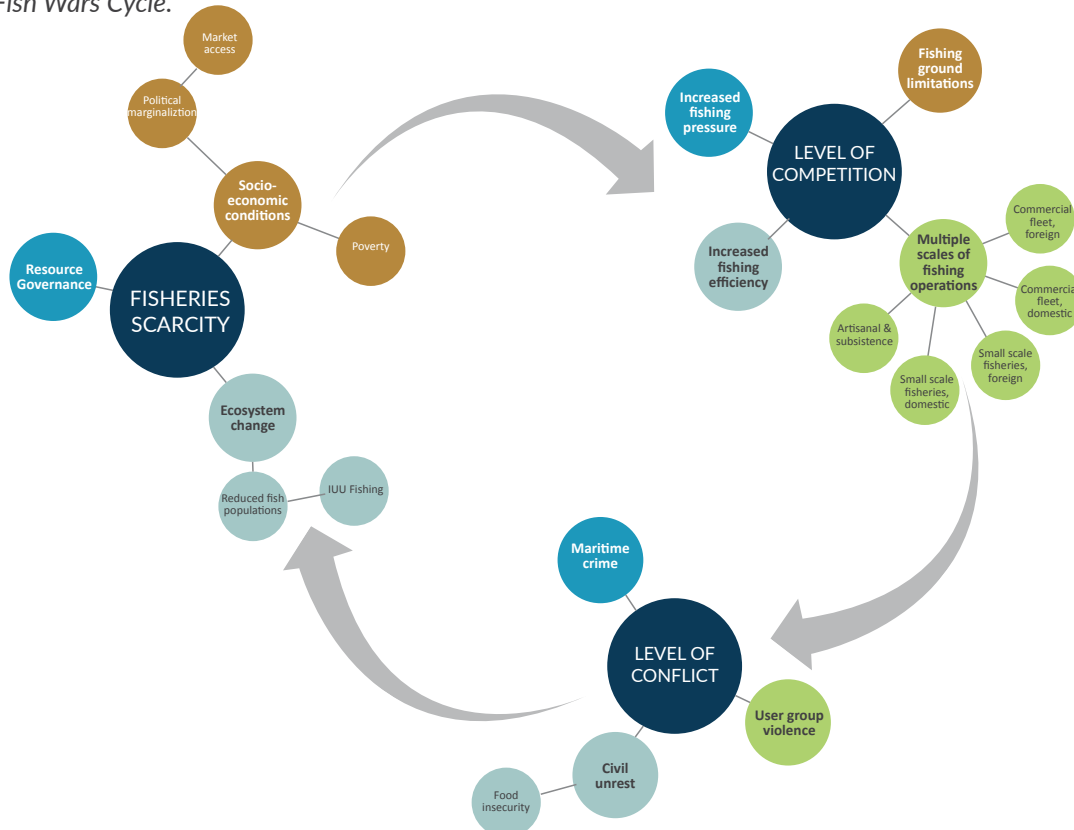 Fish Wars Cycle.
Market
access
Political
marginaliztion
Socio-
economic
conditions
Poverty
Resource
Governance
FISHERIES
SCARCITY
Ecosystem
change
Reduced fish
populations
IUU Fishing
Increased
fishing
pressure
Fishing
ground
limitations
LEVEL OF
COMPETITION
Increased
fishing
efficiency
Multiple
scales of
fishing
operations
Commercial
fleet,
foreign
Commercial
fleet,
domestic
Small scale
fisheries,
foreign
Small scale
fisheries,
domestic
Artisanal &
subsistence
Maritime
crime
LEVEL OF
CONFLICT
User group
violence
Civil
unrest
Food
insecurity